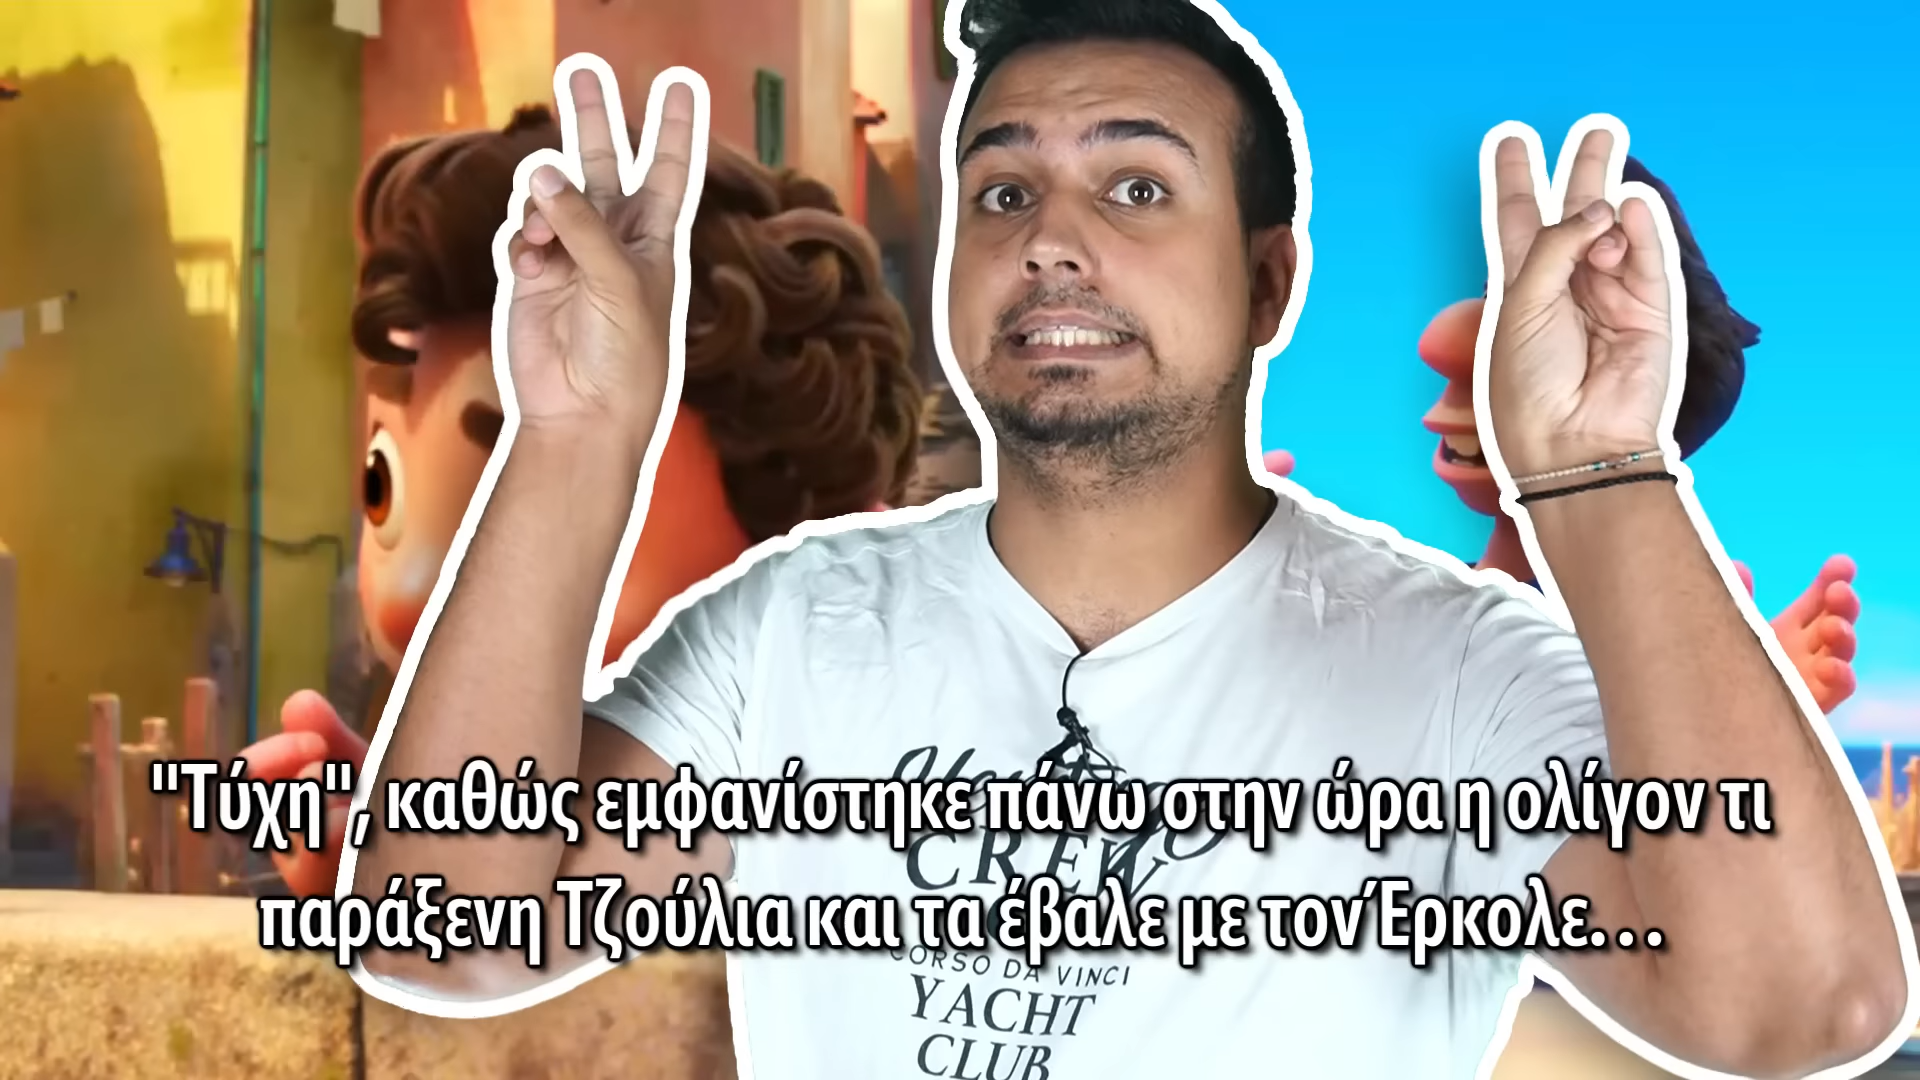 "Τύχη", καθώς εμφανίστηκε πάνω στην ώρα η ολίγον τι
παράξενη Τζούλια και τα έβαλε με τον Έρκολε…
CREW
CORSO DA VINCI
YACHT
CLUB